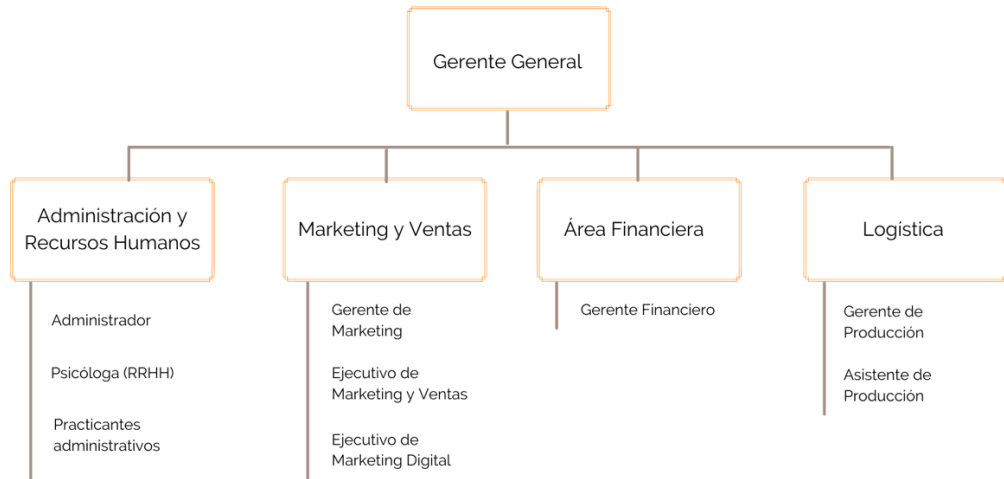 Gerente General
Administración y
Recursos Humanos
Administrador
Psicóloga (RRHH)
Practicantes
administrativos
Marketing y Ventas
Gerente de
Marketing
Ejecutivo de
Marketing y Ventas
Ejecutivo de
Marketing Digital
Área Financiera
Gerente Financiero
Logística
Gerente de
Producción
Asistente de
Producción